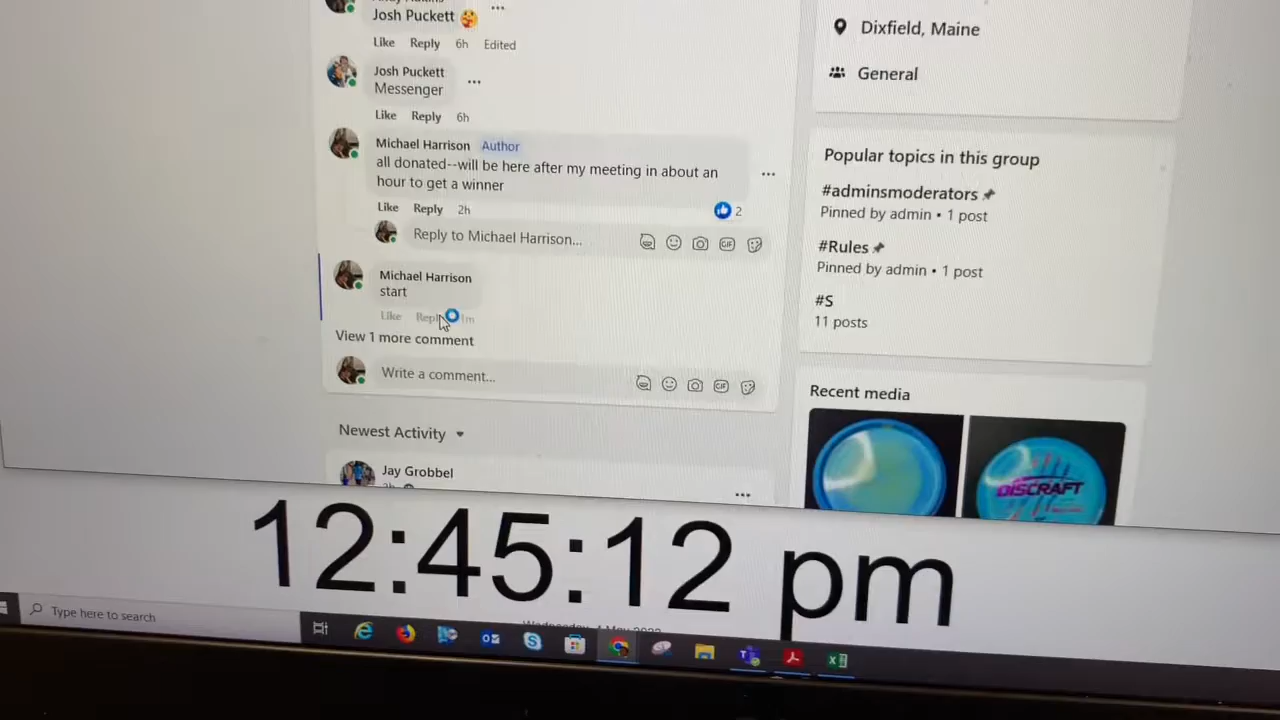 Josh Puckett
Like Reply 6h Edited
Josh Puckett
Messenger
Like Reply 6h
Michael Harrison Author
all donated--will be here after my meeting in about an
hour to get a winner
Like Reply 2h
2
Reply to Michael Harrison...
GIF
Michael Harrison
start
Like Reply 1m
View 1 more comment
Write a comment...
GIF
Newest Activity
Jay Grobbel
Dixfield, Maine
General
Popular topics in this group
#adminsmoderators
Pinned by admin • 1 post
#Rules
Pinned by admin • 1 post
#S
11 posts
Recent media
DISCRAFT
12:45:12 pm
Type here to search